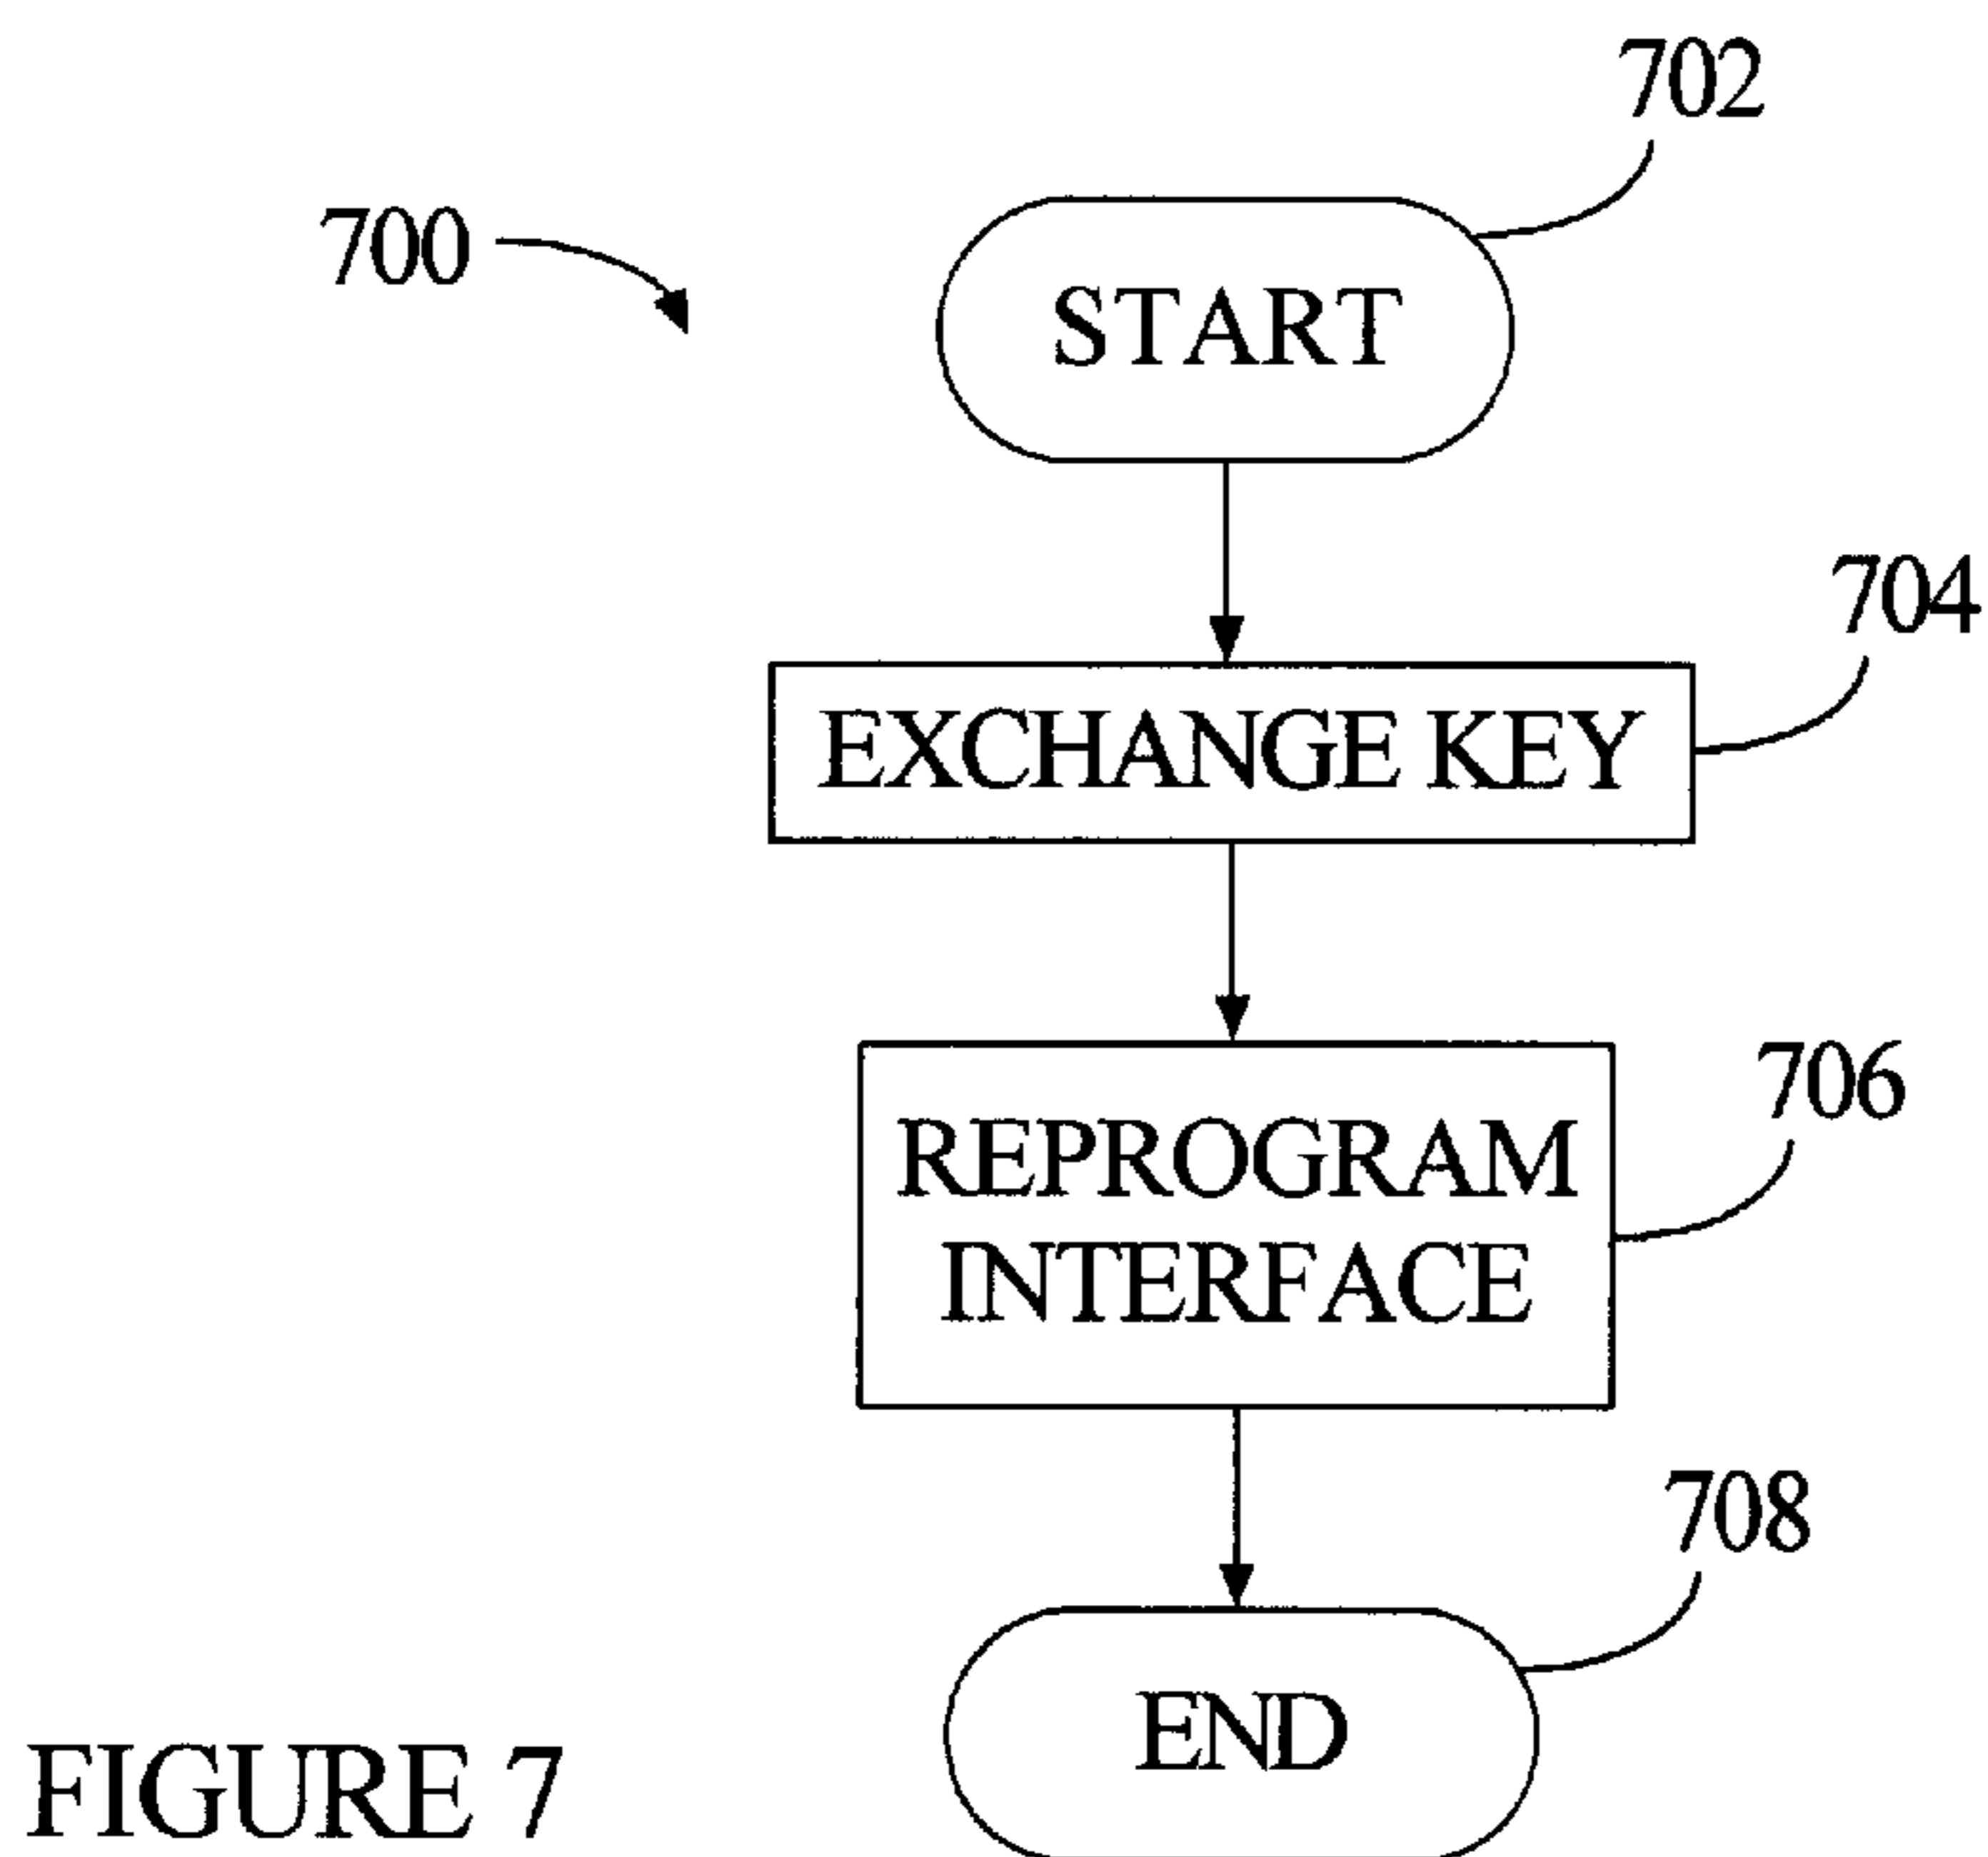 702
700
START
704
EXCHANGE KEY
706
REPROGRAM
INTERFACE
708
END
FIGURE 7